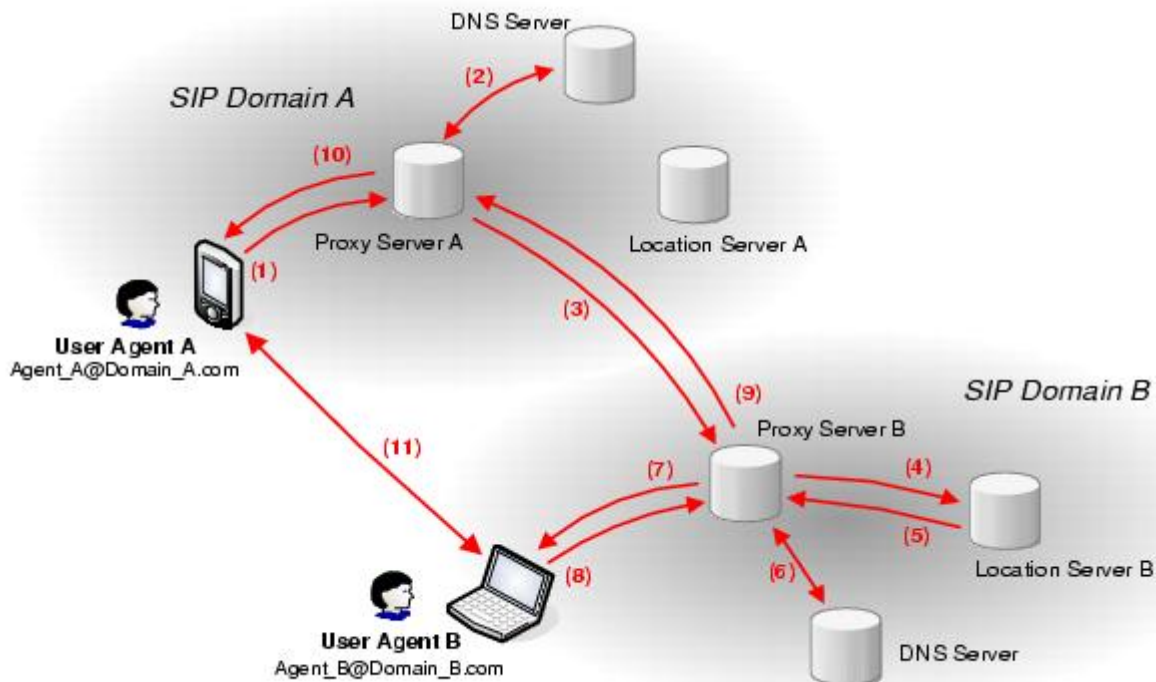 DNS Server
(2)
SIP Domain A
(10)
Proxy Server A
Location Server A
(1)
(3)
User Agent A
Agent_A@Domain_A.com
(9)
SIP Domain B
Proxy Server B
(11)
(7)
(4)
(5)
(8)
(6)
Location Server B
User Agent B
Agent_B@Domain_B.com
DNS Server